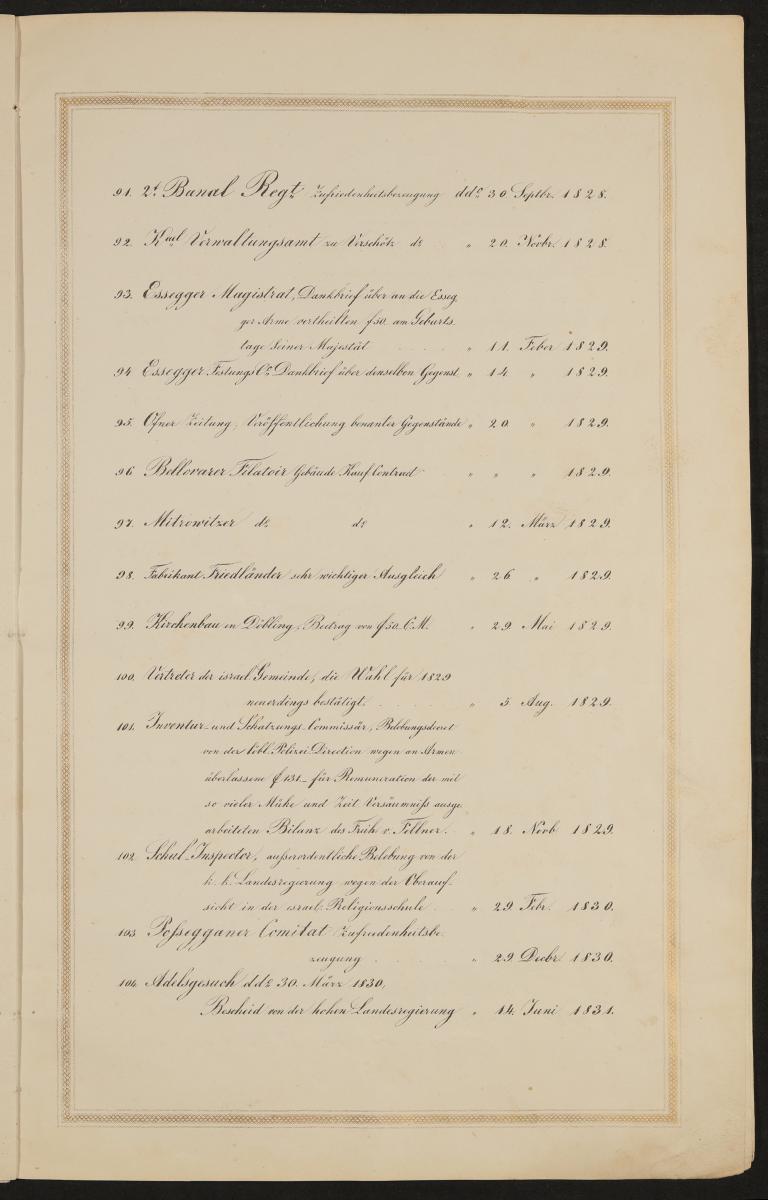 91. 2t. Banal Regt. Zufriedenheitsbezeugung ddo 30 Septbr. 1828.
92. Kaal Verwaltungsamt zu Verschötz do " 20. Novbr. 1828.
93. Essegger Magistrat, Dankbrief über an die Esseg
ger Arme vertheilten f 50. am Geburts
tage Seiner Majestät " 11. Feber 1829.
94 Essegger Festungs Co. Dankbrief über denselben Gegenst. " 14 " 1829.
95. Ofner Zeitung, Veröffentlichung benanter Gegenstände " 20. " 1829.
96 Bellovarer Filatoir Gebäude Kauf Contract " " " 1829.
97. Mitrowitzer do. do. " 12. März 1829.
98. Fabrikant Friedländer sehr wichtiger Ausgleich " 26 " 1829.
99. Kirchenbau in Döbling, Beitrag von f 50. C.M. " 29 Mai 1829.
100. Vertreter der israel. Gemeinde, die Wahl für 1829
neuerdings bestätigt. " 5 Aug. 1829.
101. Inventur- und Schatzungs-Commissär, Belobungsdecret
von der löbl. Polizei-Direction wegen an Armen
überlassene f 131._ für Remuneration der mit
so vieler Mühe und Zeit Versäumniss ausge
arbeiteten Bilanz des Freih. v. Fellner. " 18. Novb 1829.
102. Schul-Inspector, ausserordentliche Belobung von der
k. k. Landesregierung wegen der Oberauf-
sicht in der israel. Religionsschule " 29. Febr. 1830.
103 Possegganer Comitat Zufriedenheitsbe-
zeugung " 29 Decbr 1830.
104. Adelsgesuch ddo 30. März 1830,
Bescheid von der hohen Landesregierung " 14. Juni 1831.